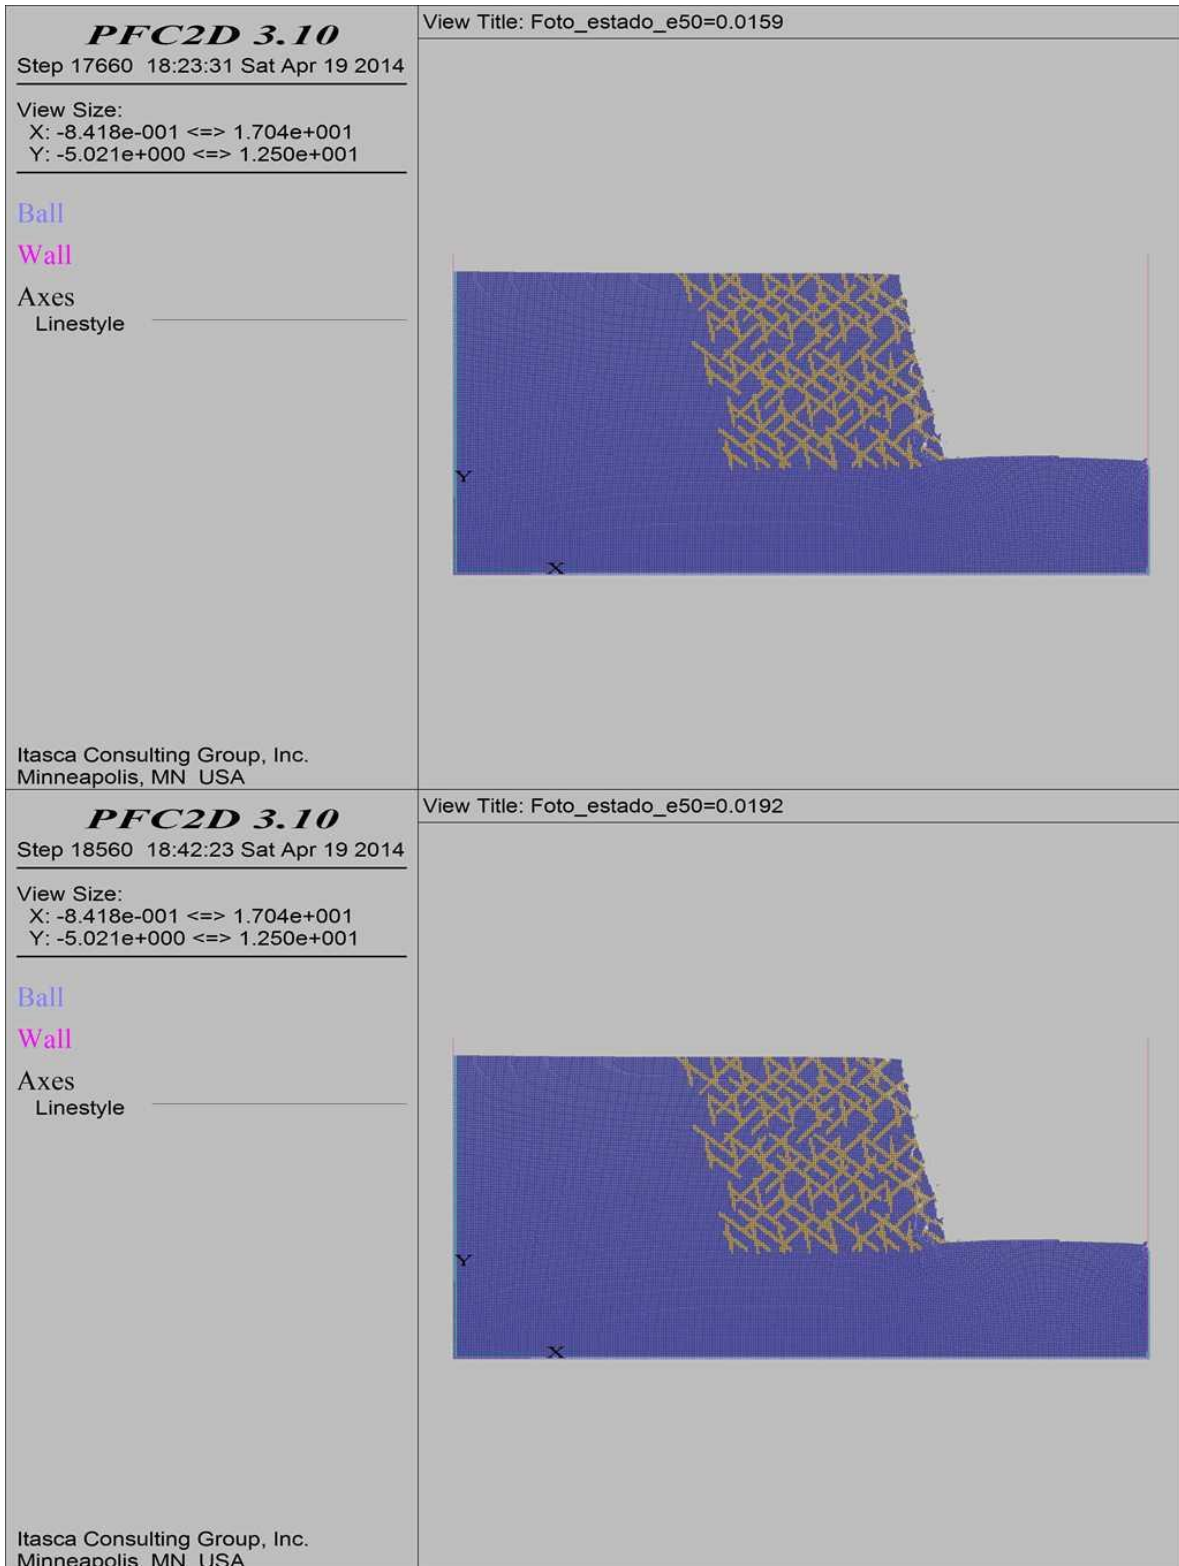 PFC2D 3.10
Step 17660 18:23:31 Sat Apr 19 2014
View Size:
X: -8.418e-001 <=> 1.704e+001
Y: -5.021e+000 <=> 1.250e+001
Ball
Wall
Axes
Linestyle
Itasca Consulting Group, Inc.
Minneapolis, MN USA
View Title: Foto_estado_e50=0.0159
Y
X
PFC2D 3.10
Step 18560 18:42:23 Sat Apr 19 2014
View Size:
X: -8.418e-001 <=> 1.704e+001
Y: -5.021e+000 <=> 1.250e+001
Ball
Wall
Axes
Linestyle
Itasca Consulting Group, Inc.
Minneapolis, MN USA
View Title: Foto_estado_e50=0.0192
Y
X